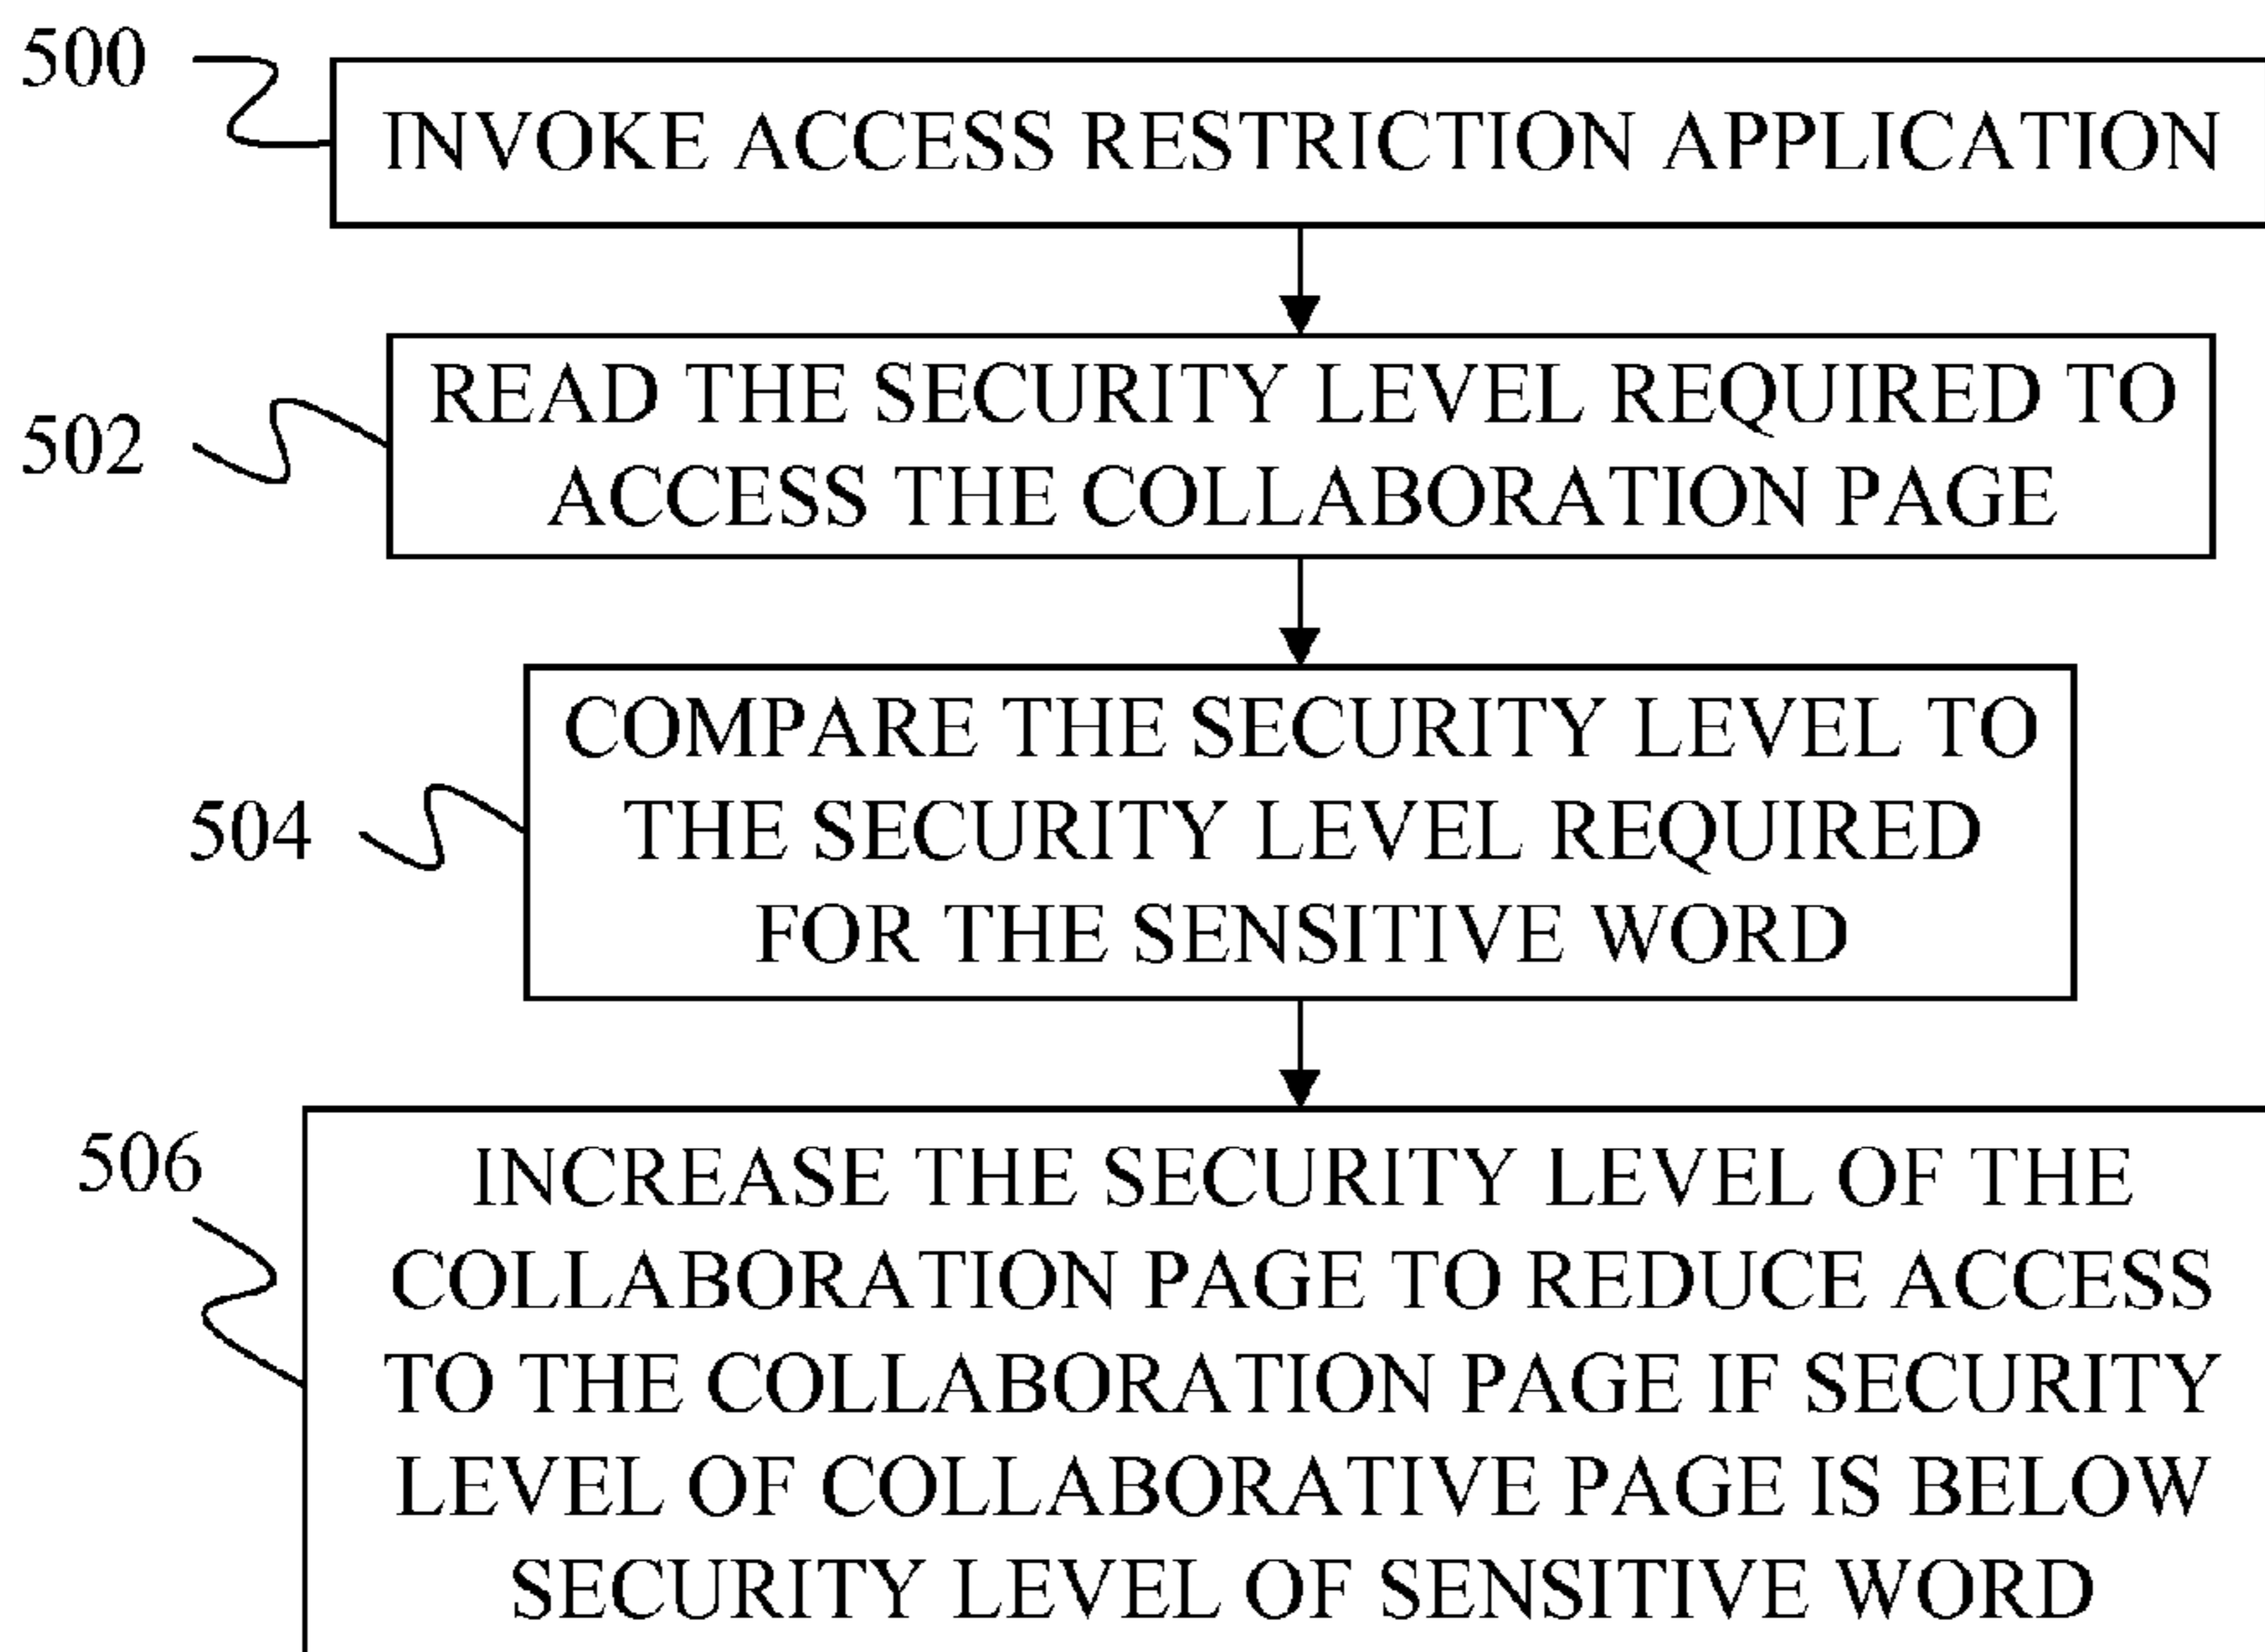 500
INVOKE ACCESS RESTRICTION APPLICATION
502
READ THE SECURITY LEVEL REQUIRED TO
ACCESS THE COLLABORATION PAGE
504
COMPARE THE SECURITY LEVEL TO
THE SECURITY LEVEL REQUIRED
FOR THE SENSITIVE WORD
506
INCREASE THE SECURITY LEVEL OF THE
COLLABORATION PAGE TO REDUCE ACCESS
TO THE COLLABORATION PAGE IF SECURITY
LEVEL OF COLLABORATIVE PAGE IS BELOW
SECURITY LEVEL OF SENSITIVE WORD